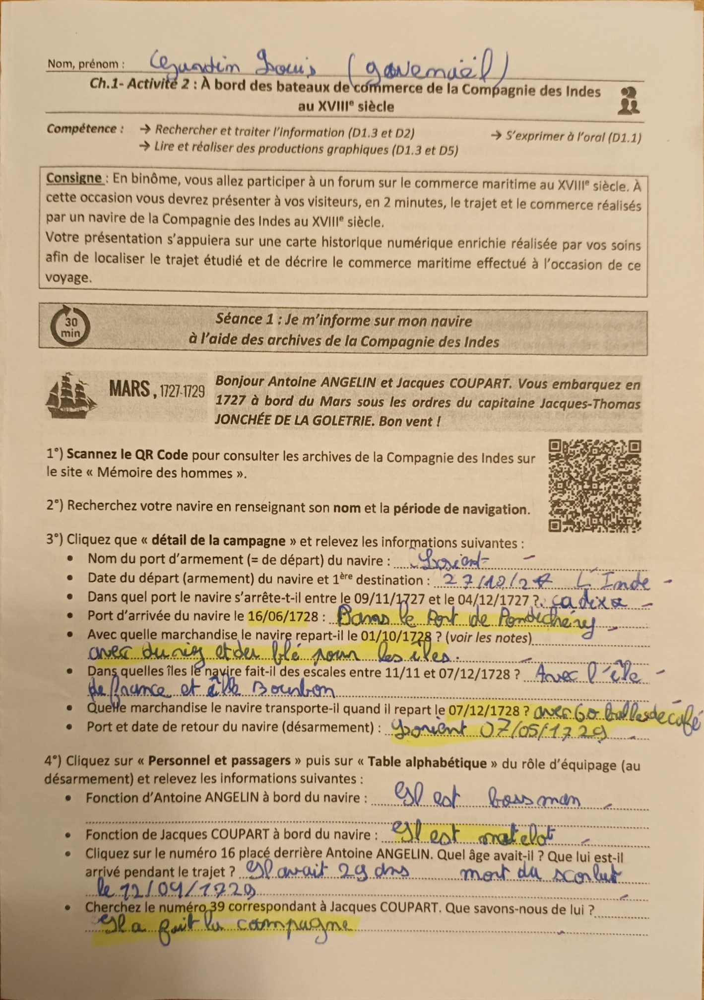 Nom, prénom : Louis (gwenaël)
Ch.1- Activité 2 : À bord des bateaux de commerce de la Compagnie des Indes
au XVIIIe siècle
Compétence : → Rechercher et traiter l'information (D1.3 et D2) → S'exprimer à l'oral (D1.1)
→ Lire et réaliser des productions graphiques (D1.3 et D5)
Consigne : En binôme, vous allez participer à un forum sur le commerce maritime au XVIIIe siècle. À
cette occasion vous devrez présenter à vos visiteurs, en 2 minutes, le trajet et le commerce réalisés
par un navire de la Compagnie des Indes au XVIIIe siècle.
Votre présentation s'appuiera sur une carte historique numérique enrichie réalisée par vos soins
afin de localiser le trajet étudié et de décrire le commerce maritime effectué à l'occasion de ce
voyage.
30
min
Séance 1 : Je m'informe sur mon navire
à l'aide des archives de la Compagnie des Indes
MARS, 1727-1729
Bonjour Antoine ANGELIN et Jacques COUPART. Vous embarquez en
1727 à bord du Mars sous les ordres du capitaine Jacques-Thomas
JONCHÉE DE LA GOLETRIE. Bon vent !
1°) Scannez le QR Code pour consulter les archives de la Compagnie des Indes sur
le site « Mémoire des hommes ».
2°) Recherchez votre navire en renseignant son nom et la période de navigation.
3°) Cliquez que « détail de la campagne » et relevez les informations suivantes :
• Nom du port d'armement (= de départ) du navire : Lorient
• Date du départ (armement) du navire et 1ère destination : 27/10/27 L'Inde
• Dans quel port le navire s'arrête-t-il entre le 09/11/1727 et le 04/12/1727 ? cadix
• Port d'arrivée du navire le 16/06/1728 : Dans le Port de Pondichéry
• Avec quelle marchandise le navire repart-il le 01/10/1728 ? (voir les notes)
avec du riz et du blé pour les îles.
• Dans quelles îles le navire fait-il des escales entre 11/11 et 07/12/1728 ? Avec l'île
de france et île Bourbon
• Quelle marchandise le navire transporte-il quand il repart le 07/12/1728 ? avec 60 balles de café
• Port et date de retour du navire (désarmement) : Lorient 07/05/1729
4°) Cliquez sur « Personnel et passagers » puis sur « Table alphabétique » du rôle d'équipage (au
désarmement) et relevez les informations suivantes :
• Fonction d'Antoine ANGELIN à bord du navire : Il est bossman
• Fonction de Jacques COUPART à bord du navire : Il est matelot
• Cliquez sur le numéro 16 placé derrière Antoine ANGELIN. Quel âge avait-il ? Que lui est-il
arrivé pendant le trajet ? Il avait 29 ans mort du scorbut
le 12/04/1729
• Cherchez le numéro 39 correspondant à Jacques COUPART. Que savons-nous de lui ?
Il a fait la campagne